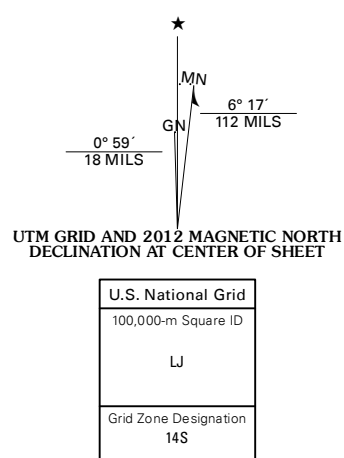 ★
MN
GN
6° 17´
112 MILS
0° 59´
18 MILS
UTM GRID AND 2012 MAGNETIC NORTH
DECLINATION AT CENTER OF SHEET
U.S. National Grid
100,000-m Square ID
LJ
Grid Zone Designation
14S